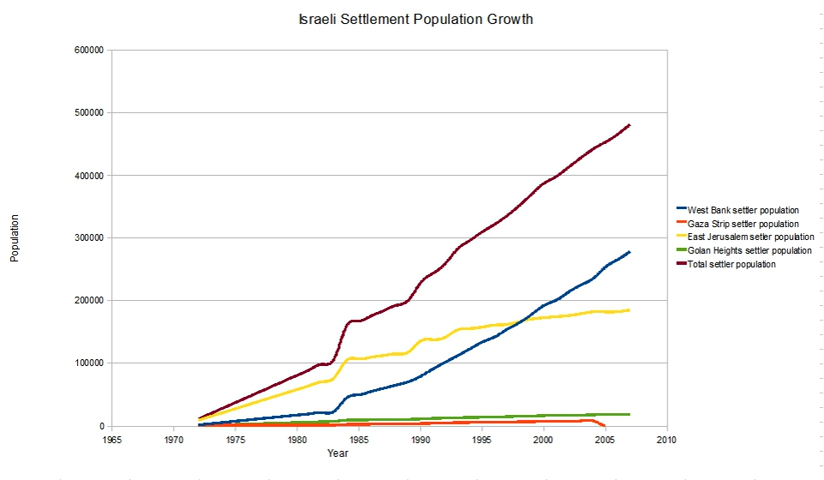 Israeli Settlement Population Growth
600000
500000
400000
300000
200000
100000
0
Population
1965 1970 1975 1980 1985 1990 1995 2000 2005 2010
Year
West Bank settler population
Gaza Strip settler population
East Jerusalem settler population
Golan Heights settler population
Total settler population